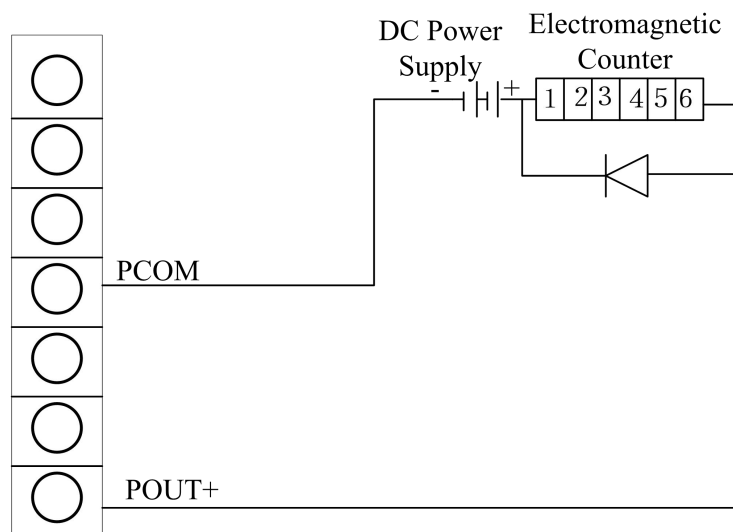 DC Power
Supply
Electromagnetic
Counter
- +
1 2 3 4 5 6
PCOM
POUT+